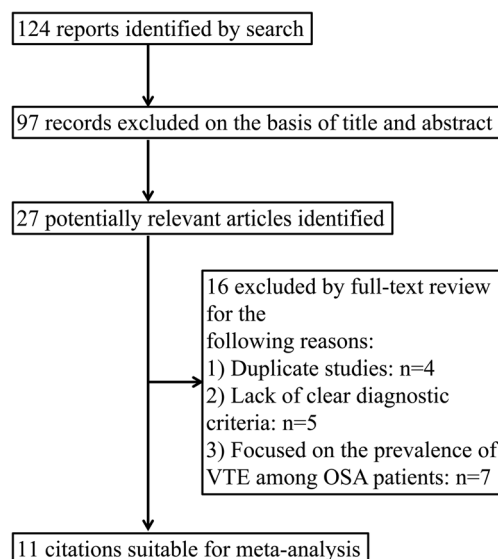 124 reports identified by search
97 records excluded on the basis of title and abstract
27 potentially relevant articles identified
16 excluded by full-text review
for the
following reasons:
1) Duplicate studies: n=4
2) Lack of clear diagnostic
criteria: n=5
3) Focused on the prevalence of
VTE among OSA patients: n=7
11 citations suitable for meta-analysis